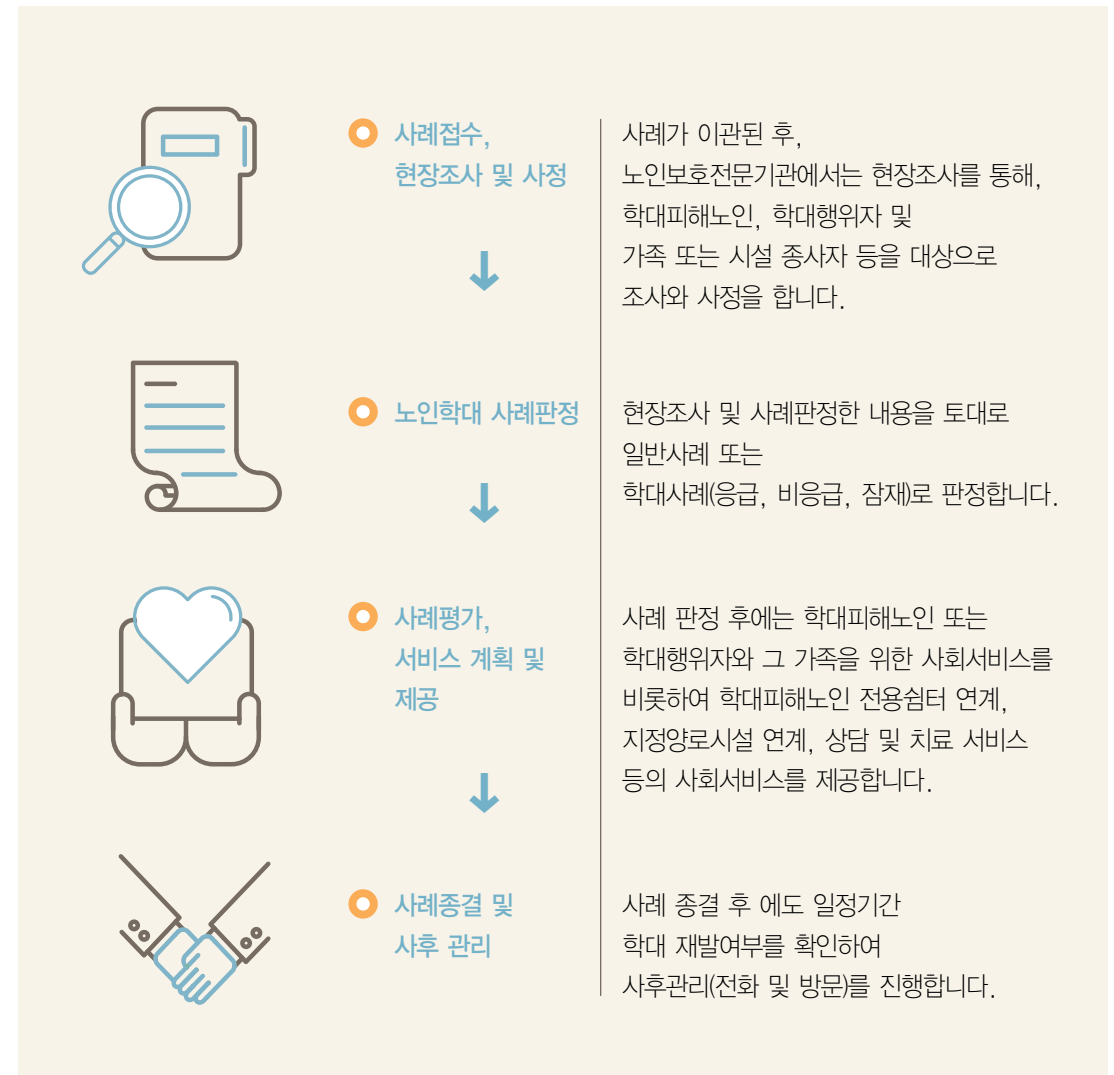 사례접수,
현장조사 및 사정
사례가 이관된 후,
노인보호전문기관에서는 현장조사를 통해,
학대피해노인, 학대행위자 및
가족 또는 시설 종사자 등을 대상으로
조사와 사정을 합니다.
노인학대 사례판정
현장조사 및 사례판정한 내용을 토대로
일반사례 또는
학대사례(응급, 비응급, 잠재)로 판정합니다.
사례평가,
서비스 계획 및
제공
사례 판정 후에는 학대피해노인 또는
학대행위자와 그 가족을 위한 사회서비스를
비롯하여 학대피해노인 전용쉼터 연계,
지정양로시설 연계, 상담 및 치료 서비스
등의 사회서비스를 제공합니다.
사례종결 및
사후 관리
사례 종결 후 에도 일정기간
학대 재발여부를 확인하여
사후관리(전화 및 방문)를 진행합니다.